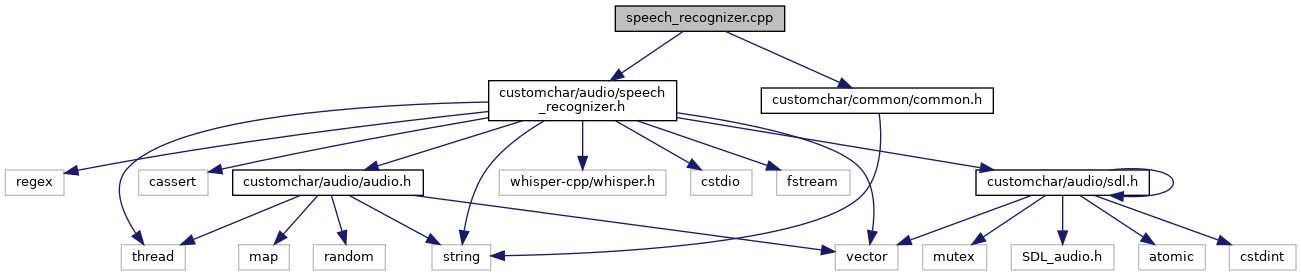 speech_recognizer.cpp
customchar/audio/speech
_recognizer.h
customchar/common/common.h
regex
cassert
customchar/audio/audio.h
whisper-cpp/whisper.h
cstdio
fstream
customchar/audio/sdl.h
thread
map
random
string
vector
mutex
SDL_audio.h
atomic
cstdint